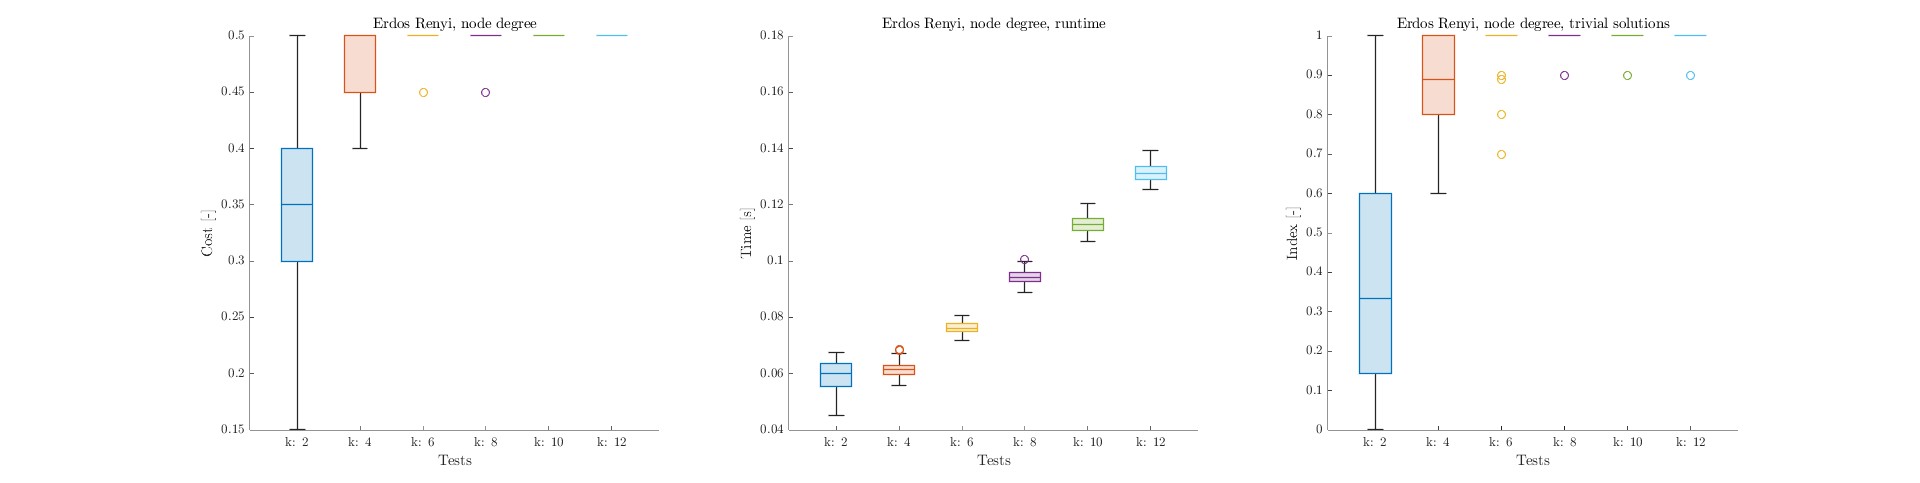 Erdos Renyi, node degree
0.5
0.45
0.4
0.35
0.3
0.25
0.2
0.15
Cost [-]
k: 2 k: 4 k: 6 k: 8 k: 10 k: 12
Tests
Erdos Renyi, node degree, runtime
0.18
0.16
0.14
0.12
0.1
0.08
0.06
0.04
Time [s]
k: 2 k: 4 k: 6 k: 8 k: 10 k: 12
Tests
Erdos Renyi, node degree, trivial solutions
1
0.9
0.8
0.7
0.6
0.5
0.4
0.3
0.2
0.1
0
Index [-]
k: 2 k: 4 k: 6 k: 8 k: 10 k: 12
Tests